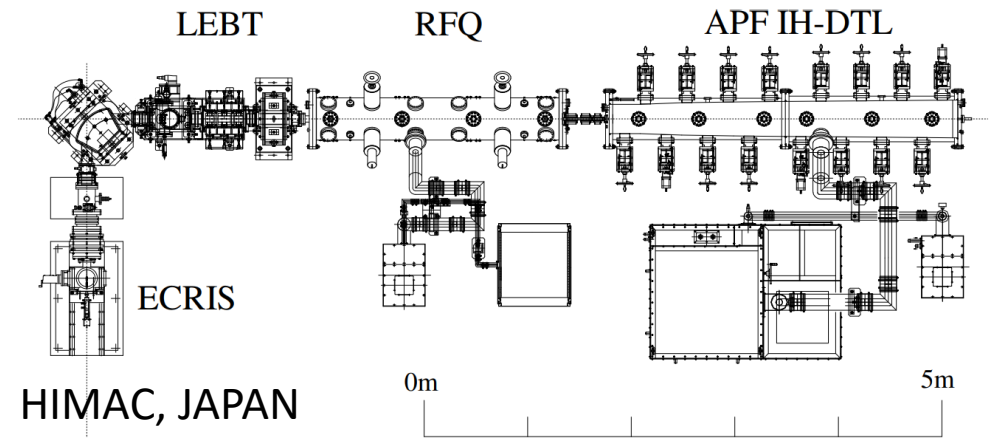 LEBT
RFQ
APF IH-DTL
ECRIS
0m
5m
HIMAC, JAPAN